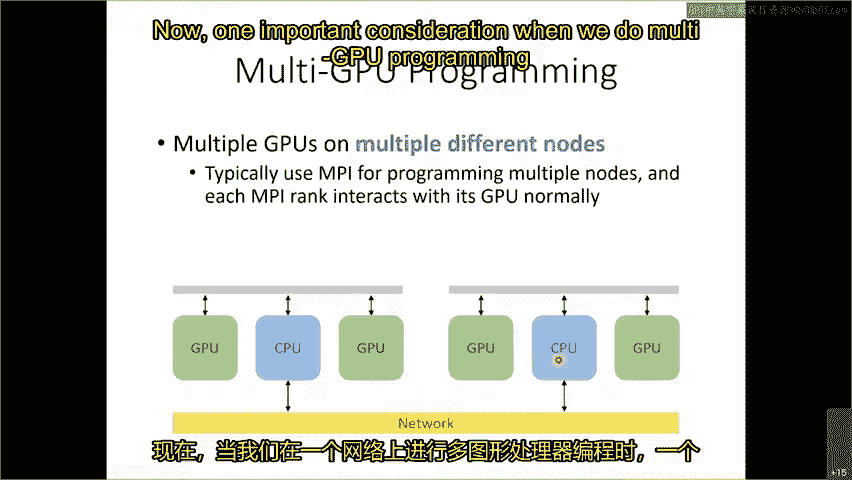 Now, one important consideration when we do multi
-GPU programming
Multi-GPU Programming
• Multiple GPUs on multiple different nodes
• Typically use MPI for programming multiple nodes, and
each MPI rank interacts with its GPU normally
GPU CPU GPU GPU CPU GPU
Network
现在，当我们在一个网络上进行多图形处理器编程时，一个
+15